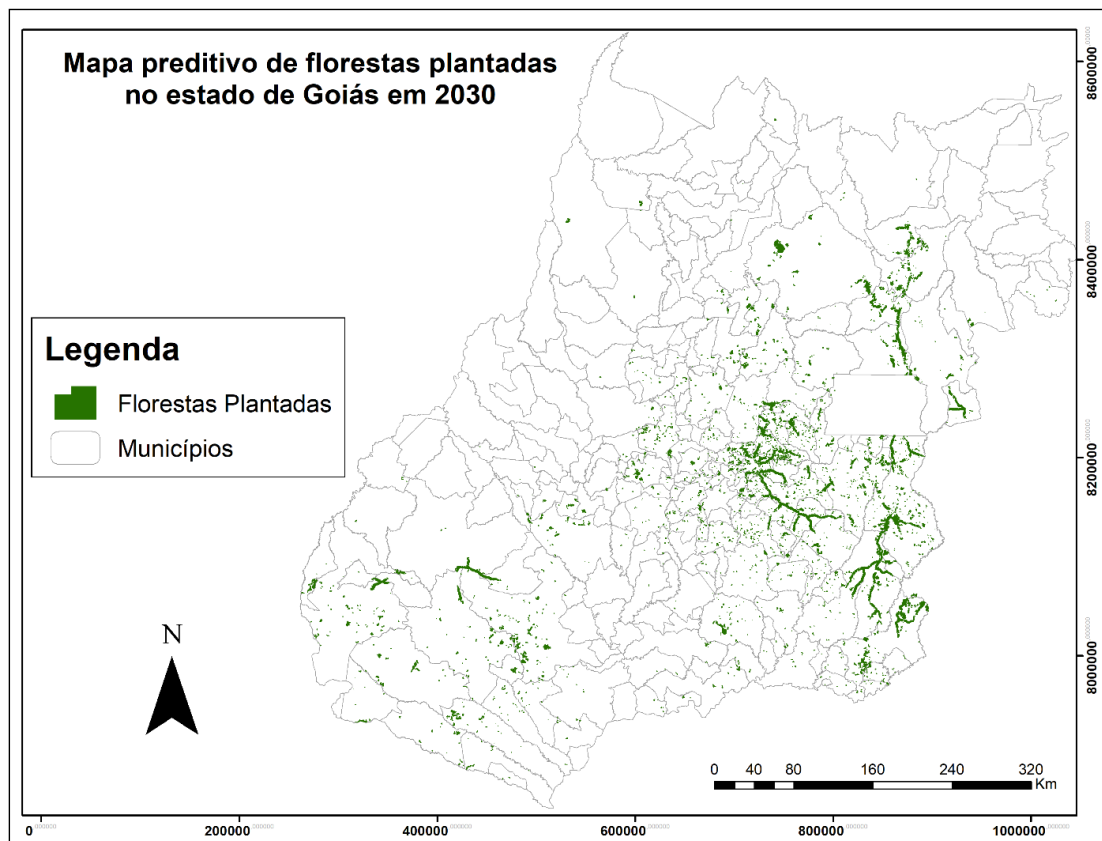 Mapa preditivo de florestas plantadas
no estado de Goiás em 2030
Legenda
Florestas Plantadas
Municípios
N
0 40 80 160 240 320
Km
0 200000 400000 600000 800000 1000000
8600000
8400000
8200000
8000000